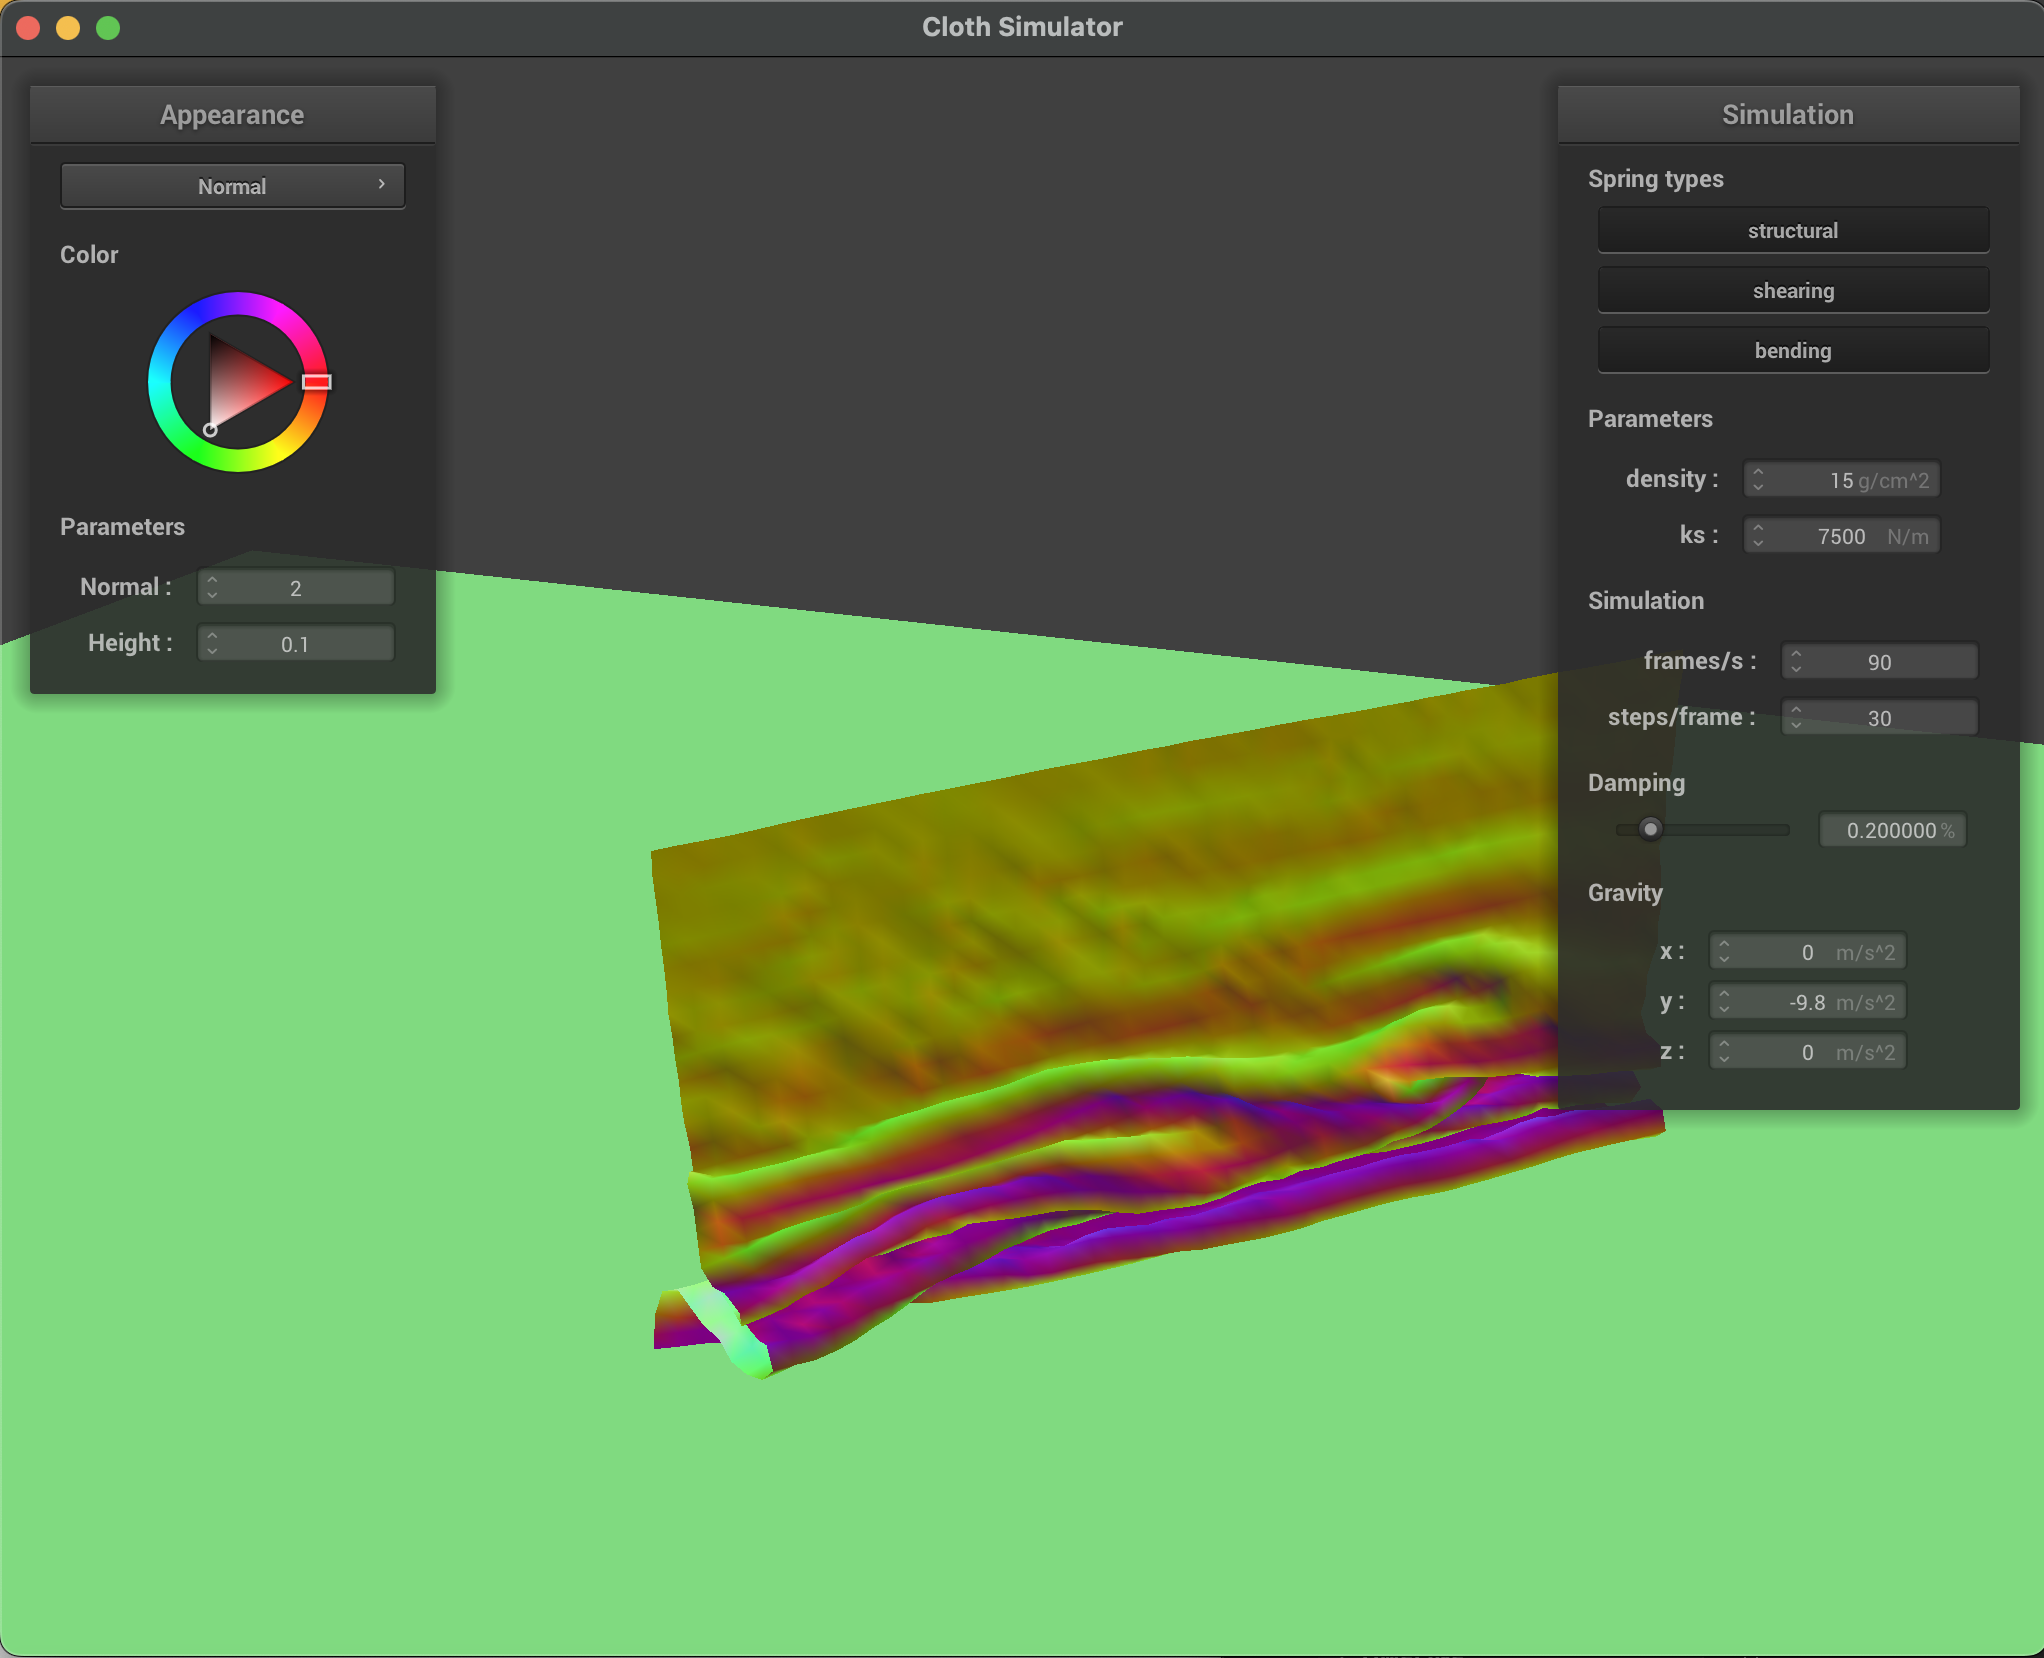 Cloth Simulator
Appearance
Normal
Color
Parameters
Normal : 2
Height : 0.1
Simulation
Spring types
structural
shearing
bending
Parameters
density : 15 g/cm^2
ks : 7500 N/m
Simulation
frames/s : 90
steps/frame : 30
Damping
0.200000 %
Gravity
x : 0 m/s^2
y : -9.8 m/s^2
z : 0 m/s^2